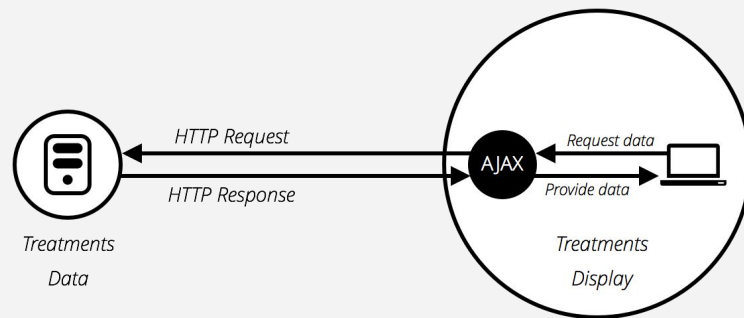 HTTP Request
HTTP Response
Treatments
Data
AJAX
Request data
Provide data
Treatments
Display